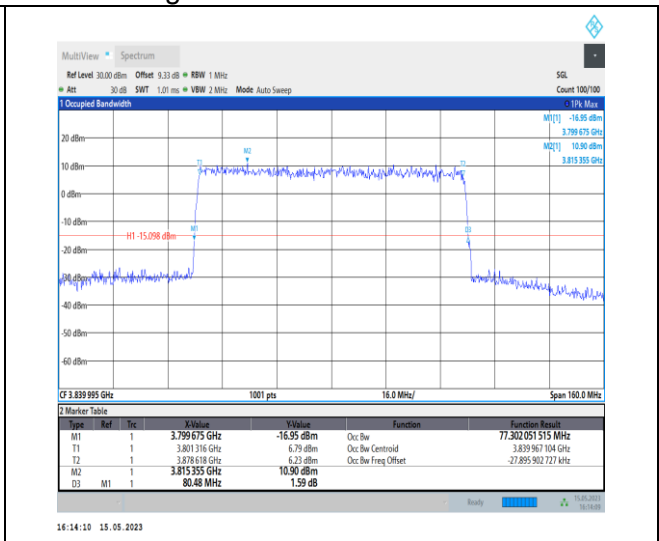 MultiView Spectrum
Ref Level 30.00 dBm Offset 9.33 dB RBW 1 MHz SGL
Att 30 dB SWT 1.01 ms VBW 2 MHz Mode Auto Sweep Count 100/100
1 Occupied Bandwidth 1Pk Max
M1[1] -16.95 dBm
3.799 675 GHz
20 dBm
M2[1] 10.90 dBm
3.815 355 GHz
M2
10 dBm
0 dBm
-10 dBm
M1
D3
H1 -15.098 dBm
-20 dBm
-30 dBm
-40 dBm
-50 dBm
-60 dBm
CF 3.839 995 GHz 1001 pts 16.0 MHz/ Span 160.0 MHz
2 Marker Table
Type Ref Trc X-Value Y-Value Function Function Result
M1 1 3.799 675 GHz -16.95 dBm Occ Bw 77.302 051 515 MHz
T1 1 3.801 316 GHz 6.79 dBm Occ Bw Centroid 3.839 967 104 GHz
T2 1 3.878 618 GHz 6.23 dBm Occ Bw Freq Offset -27.895 902 727 kHz
M2 1 3.815 355 GHz 10.90 dBm
D3 M1 1 80.48 MHz 1.59 dB
Ready 15.05.2023
16:14:09
16:14:10 15.05.2023